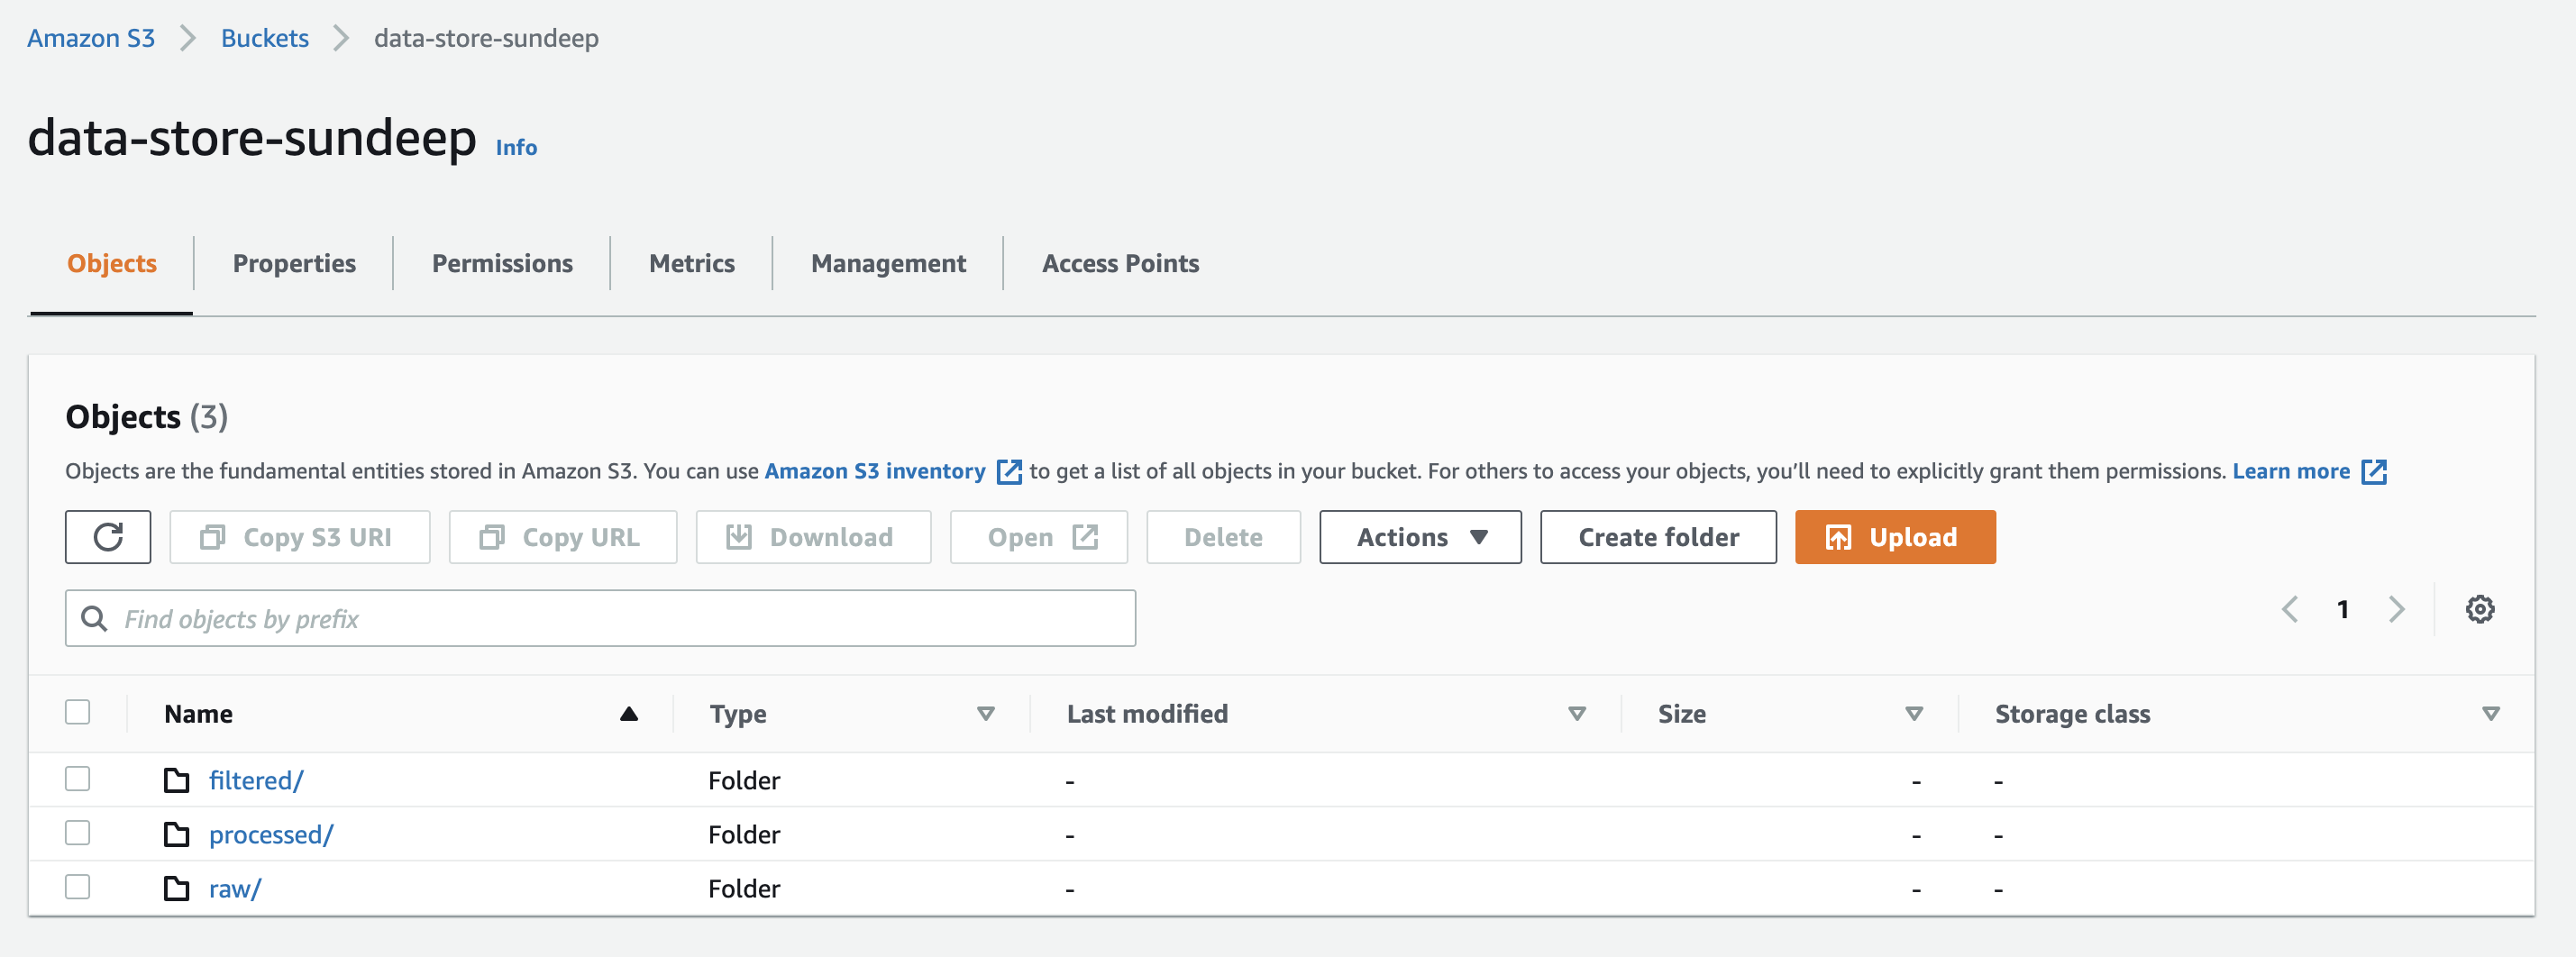 Amazon S3 > Buckets > data-store-sundeep
data-store-sundeep Info
Objects Properties Permissions Metrics Management Access Points
Objects (3)
Objects are the fundamental entities stored in Amazon S3. You can use Amazon S3 inventory to get a list of all objects in your bucket. For others to access your objects, you’ll need to explicitly grant them permissions. Learn more
Copy S3 URI Copy URL Download Open Delete Actions Create folder Upload
Find objects by prefix 1
Name Type Last modified Size Storage class
filtered/ Folder - - -
processed/ Folder - - -
raw/ Folder - - -